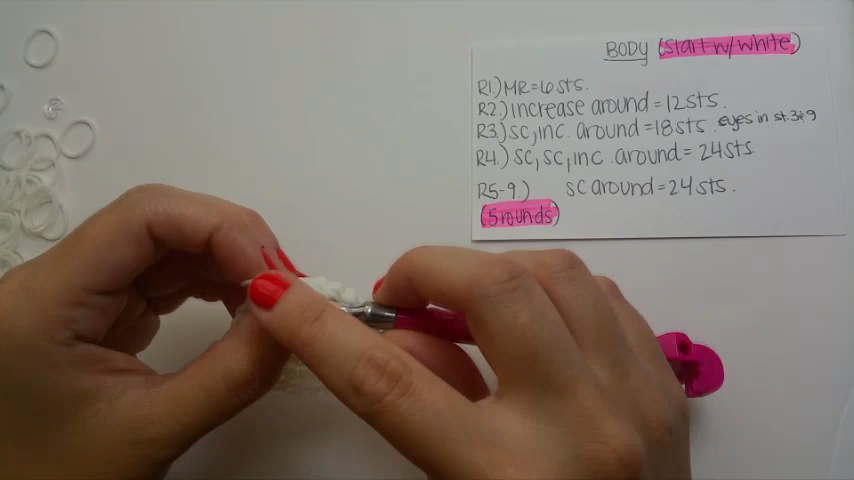 BODY (start w/ white)
R1.) MR = 6 sts.
R2.) increase around = 12 sts.
R3.) sc, inc. around = 18 sts. eyes in st. 3 & 9
R4.) sc, sc, inc around = 24 sts
R5-9.) sc around = 24 sts.
(5 rounds)